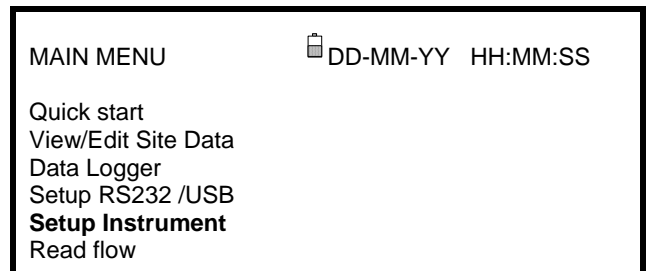 MAIN MENU DD-MM-YY HH:MM:SS
Quick start
View/Edit Site Data
Data Logger
Setup RS232 /USB
Setup Instrument
Read flow